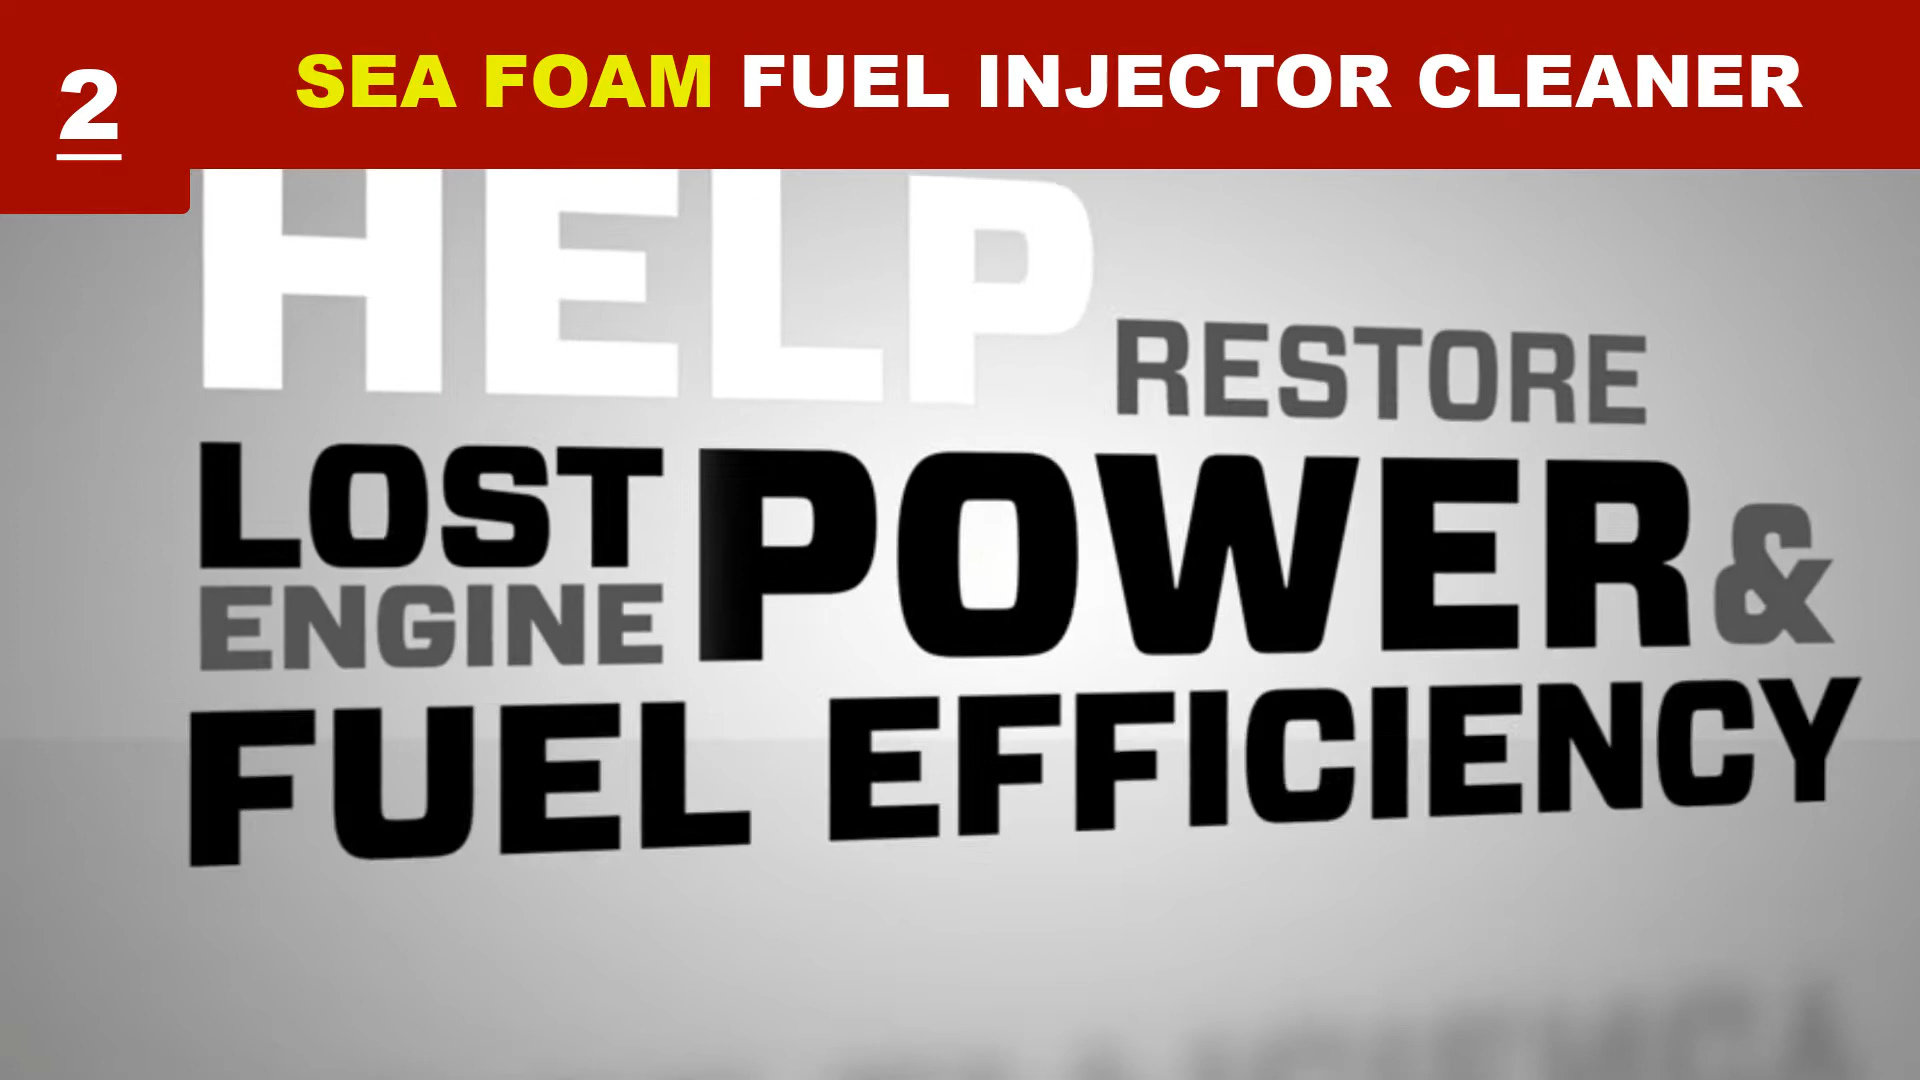 2
SEA FOAM FUEL INJECTOR CLEANER
HELP RESTORE
LOST POWER &
ENGINE
FUEL EFFICIENCY